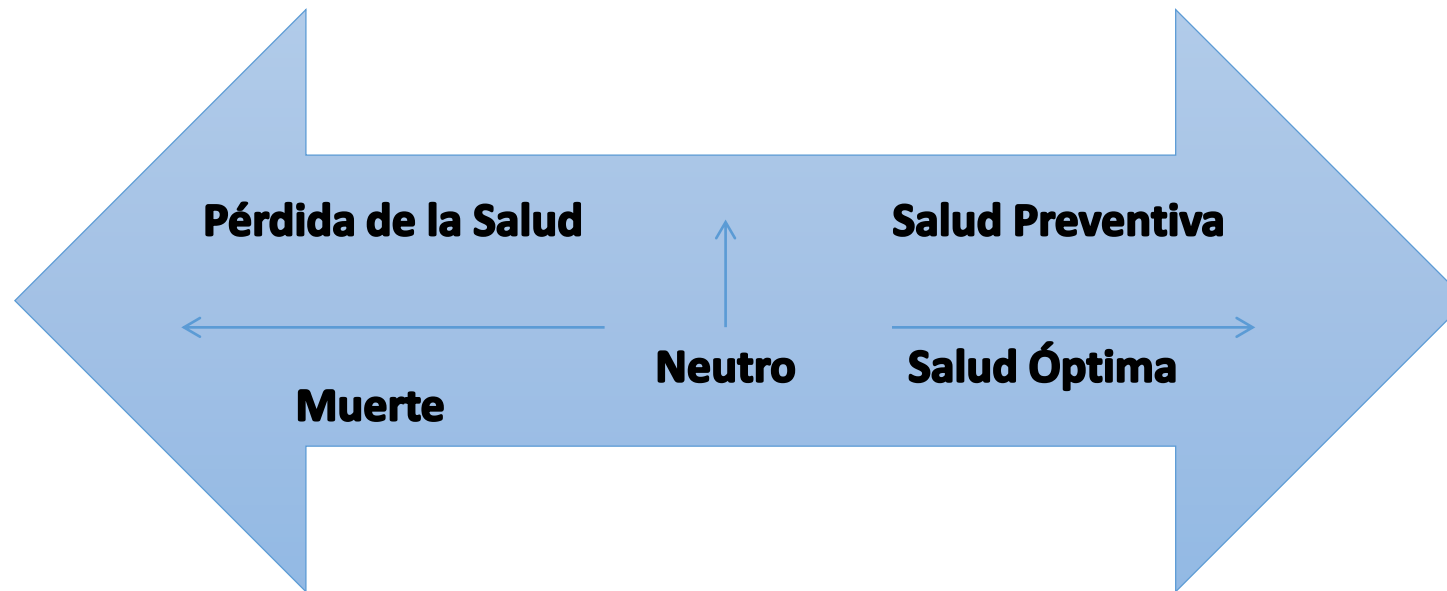 Pérdida de la Salud
Salud Preventiva
Neutro
Salud Óptima
Muerte